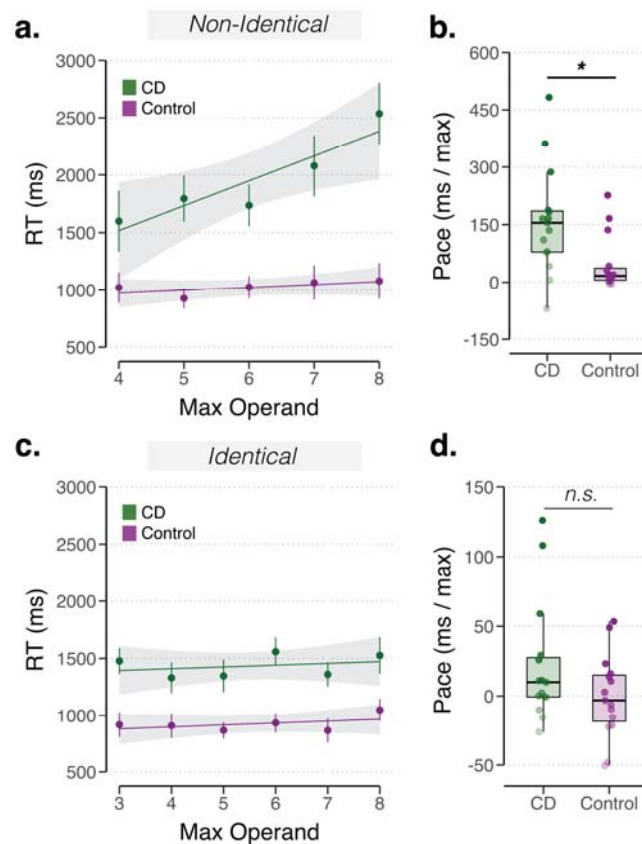 a.
Non-Identical
3000
2500
2000
1500
1000
500
RT (ms)
CD
Control
4 5 6 7 8
Max Operand
b.
600
450
300
150
0
-150
Pace (ms / max)
*
CD Control
c.
Identical
3000
2500
2000
1500
1000
500
RT (ms)
CD
Control
3 4 5 6 7 8
Max Operand
d.
150
100
50
0
-50
Pace (ms / max)
n.s.
CD Control